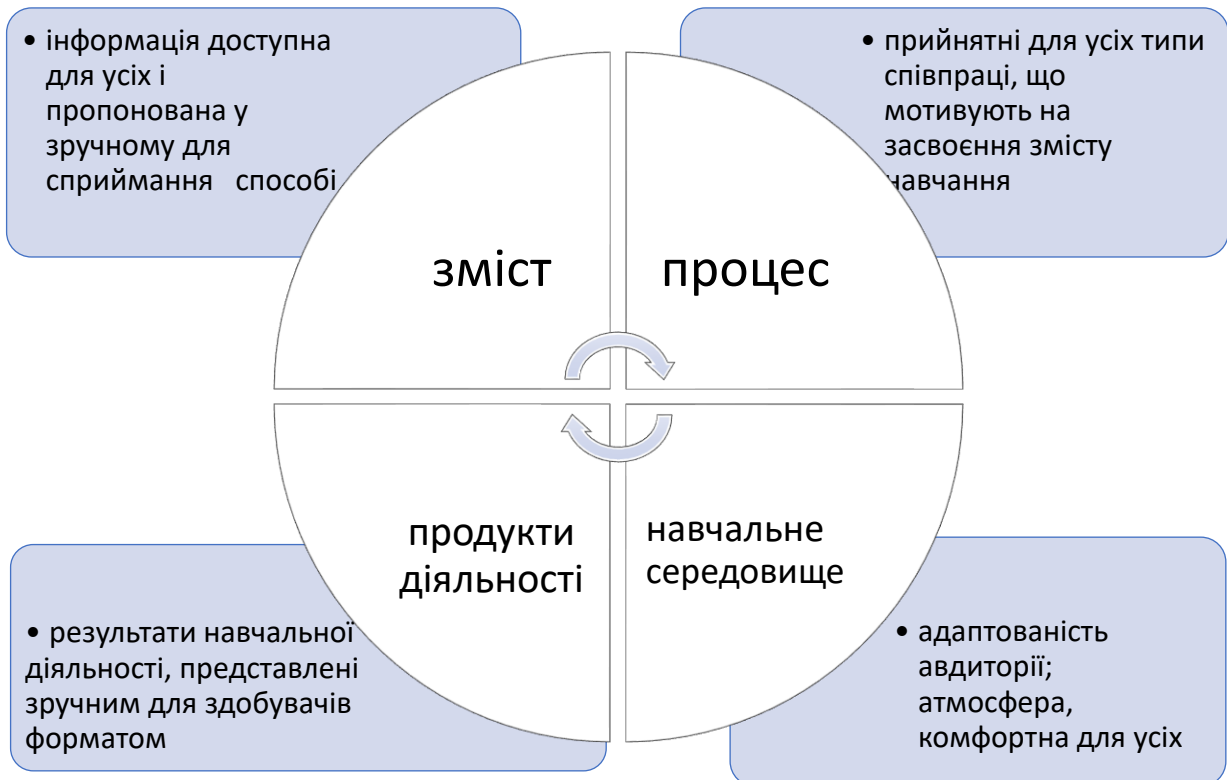 • інформація доступна
для усіх і
пропонована у
зручному для
сприймання способі
• прийнятні для усіх типи
співпраці, що
мотивують на
засвоєння змісту
навчання
зміст
процес
продукти
діяльності
навчальне
середовище
• результати навчальної
діяльності, представлені
зручним для здобувачів
форматом
• адаптованість
авдиторії;
атмосфера,
комфортна для усіх